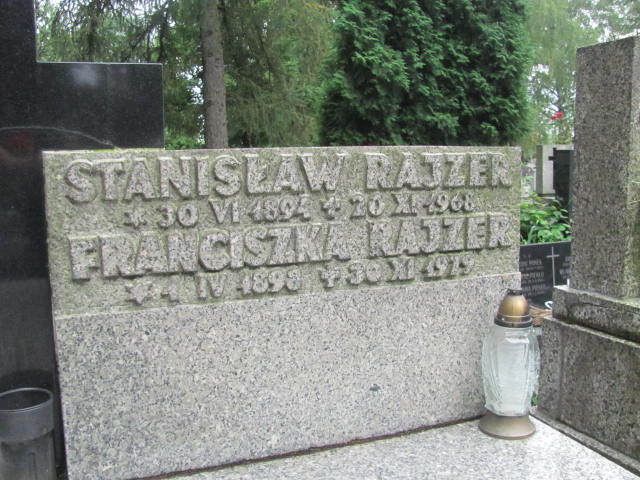 STANISŁAW RAJZER
* 30 VI 1894 + 20 XI 1968
FRANCISZKA RAJZER
* 1 IV 1898 + 30 XI 1979